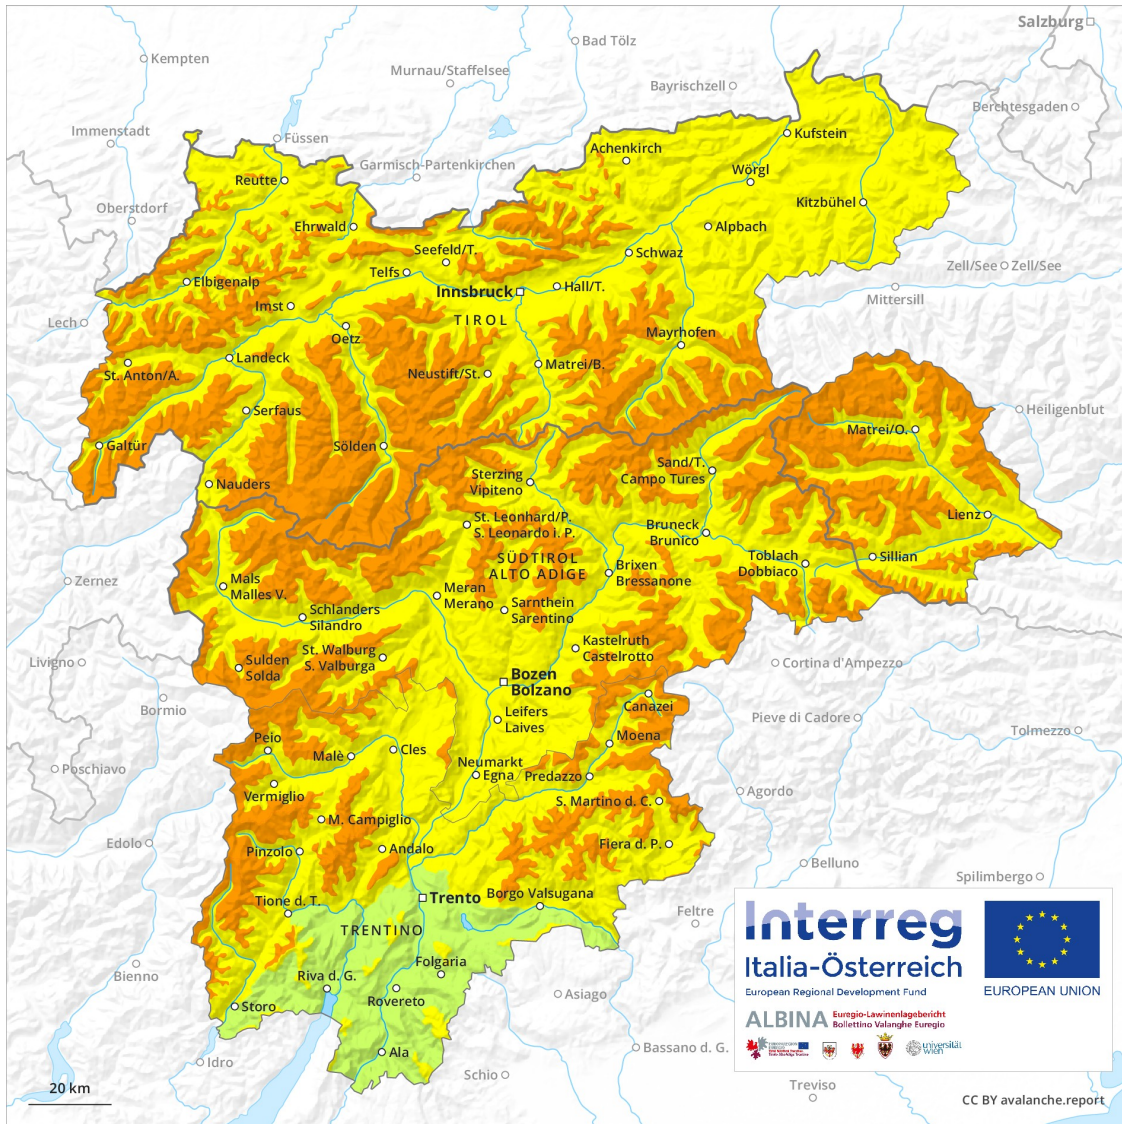 Salzburg
Bad Tölz
Kempten
Murnau/Staffelsee
Bayrischzell
Berchtesgaden
Immenstadt
Füssen
Kufstein
Achenkirch
Garmisch-Partenkirchen
Wörgl
Reutte
Oberstdorf
Kitzbühel
Ehrwald
Alpbach
Seefeld/T.
Schwaz
Telfs
Zell/See
Zell/See
Elbigenalp
Innsbruck
Hall/T.
Mittersill
Imst
TIROL
Lech
Oetz
Mayrhofen
Landeck
Matrei/B.
St. Anton/A.
Neustift/St.
Serfaus
Heiligenblut
Matrei/O.
Galtür
Sölden
Sand/T.
Campo Tures
Sterzing
Vipiteno
Nauders
St. Leonhard/P.
S. Leonardo i. P.
Lienz
Bruneck
Brunico
SÜDTIROL
ALTO ADIGE
Toblach
Dobbiaco
Sillian
Brixen
Bressanone
Zernez
Mals
Malles V.
Meran
Merano
Sarnthein
Sarentino
Schlanders
Silandro
Kastelruth
Castelrotto
St. Walburg
S. Valburga
Livigno
Sulden
Solda
Cortina d'Ampezzo
Bozen
Bolzano
Canazei
Bormio
Leifers
Laives
Pieve di Cadore
Tolmezzo
Peio
Moena
Malè
Cles
Poschiavo
Neumarkt
Egna
Predazzo
Vermiglio
Agordo
S. Martino d. C.
M. Campiglio
Edolo
Pinzolo
Andalo
Fiera d. P.
Belluno
Spilimbergo
Tione d. T.
Trento
Borgo Valsugana
Feltre
TRENTINO
Folgaria
Bienno
Riva d. G.
Rovereto
Asiago
Storo
Ala
Bassano d. G.
Idro
Schio
Treviso
20 km
Interreg
Italia-Österreich
European Regional Development Fund
EUROPEAN UNION
ALBINA
Euregio-Lawinenlagebericht
Bollettino Valanghe Euregio
universität
wien
CC BY avalanche.report